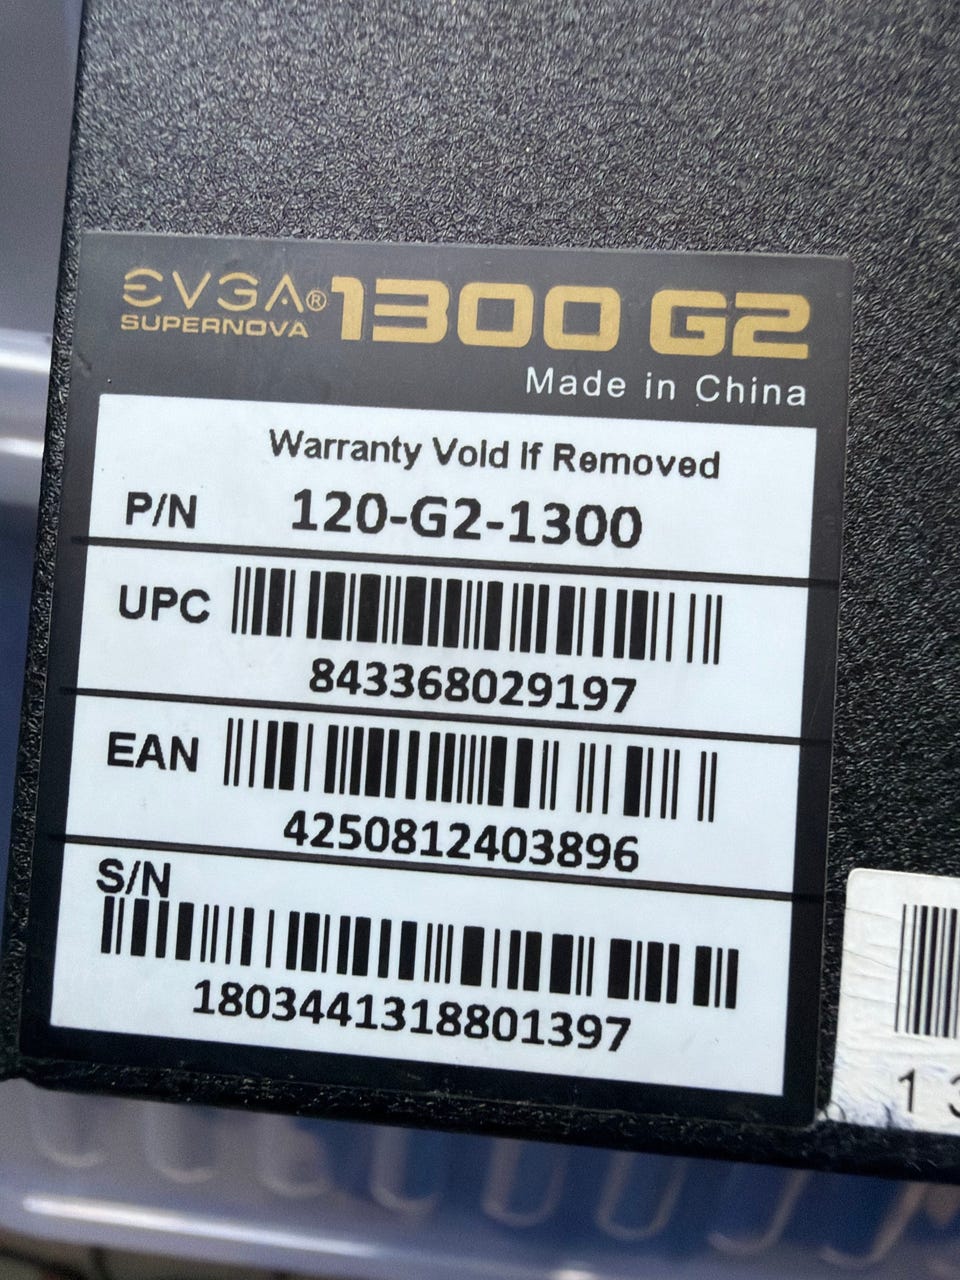 EVGA® 1300 G2
SUPERNOVA
Made in China
Warranty Void If Removed
P/N 120-G2-1300
UPC
843368029197
EAN
4250812403896
S/N
1803441318801397
1